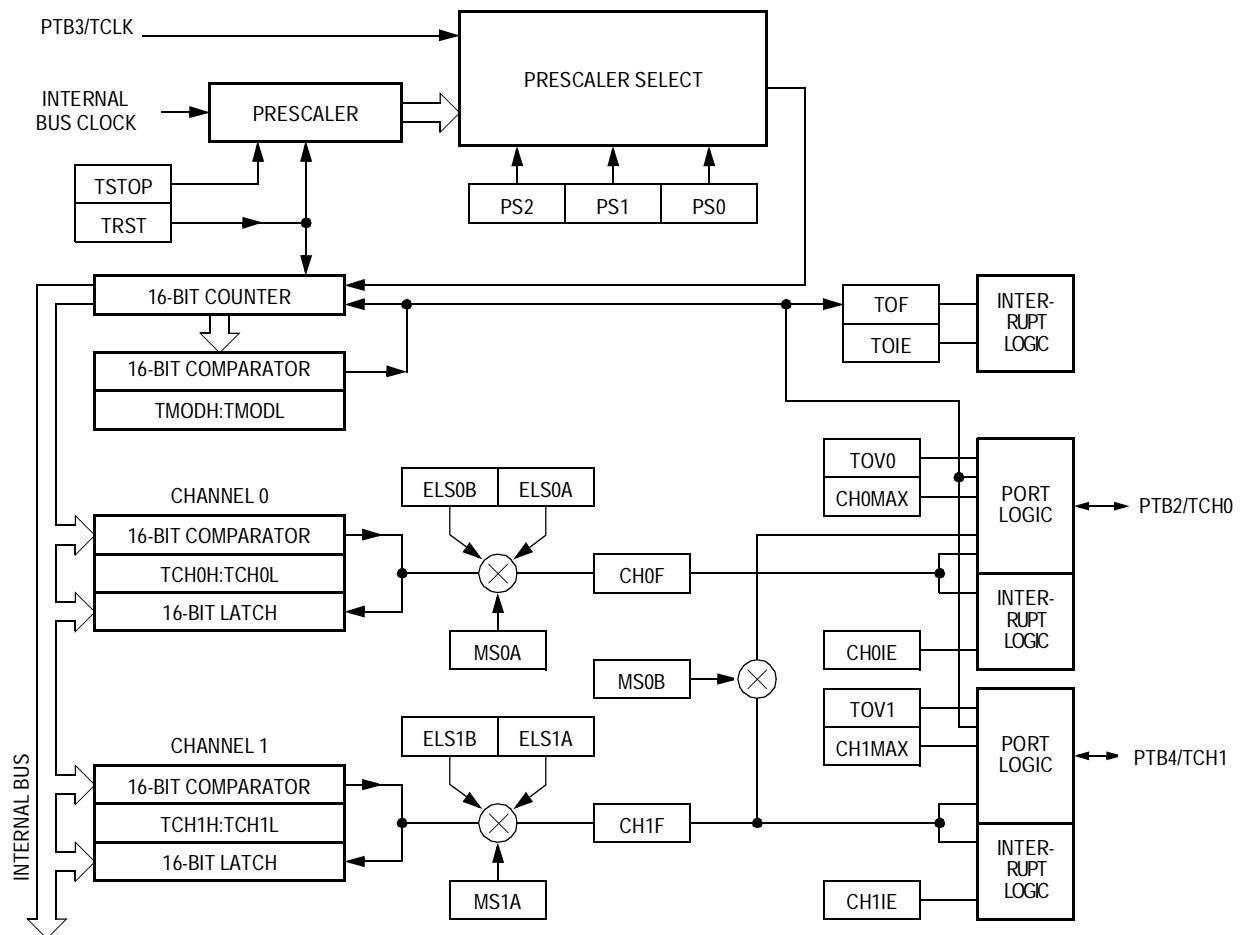 PTB3/TCLK
PRESCALER SELECT
INTERNAL
BUS CLOCK
PRESCALER
TSTOP
TRST
PS2 PS1 PS0
16-BIT COUNTER
16-BIT COMPARATOR
TMODH:TMODL
TOF
TOIE
INTER-
RUPT
LOGIC
CHANNEL 0
16-BIT COMPARATOR
TCH0H:TCH0L
16-BIT LATCH
ELS0B ELS0A
MS0A
CH0F
TOV0
CH0MAX
PORT
LOGIC
PTB2/TCH0
INTER-
RUPT
LOGIC
CH0IE
MS0B
CHANNEL 1
16-BIT COMPARATOR
TCH1H:TCH1L
16-BIT LATCH
ELS1B ELS1A
MS1A
CH1F
TOV1
CH1MAX
PORT
LOGIC
PTB4/TCH1
INTER-
RUPT
LOGIC
CH1IE
INTERNAL BUS